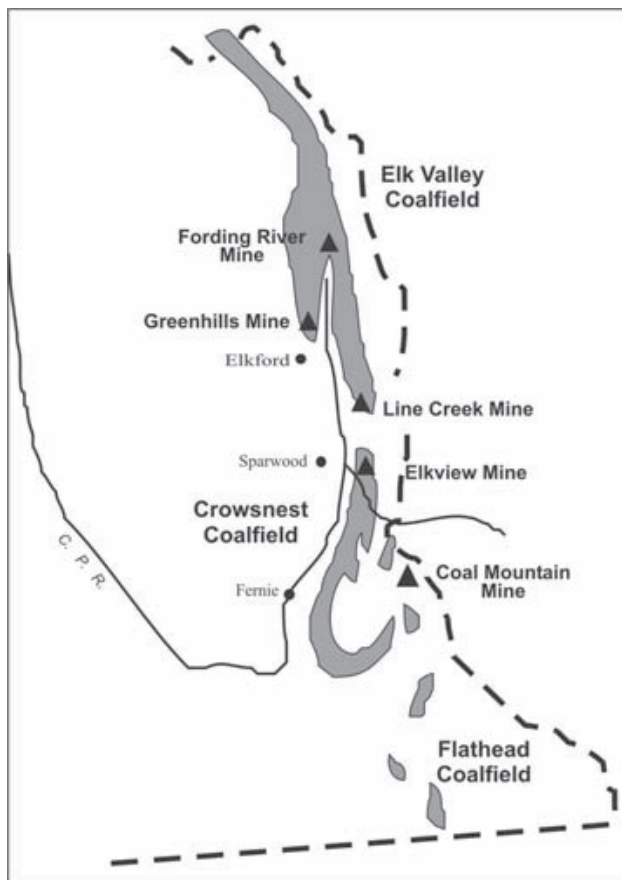 Elk Valley
Coalfield
Fording River
Mine
Greenhills Mine
Elkford
Line Creek Mine
Sparwood
Elkview Mine
Crowsnest
Coalfield
C. P. R.
Coal Mountain
Mine
Fernie
Flathead
Coalfield